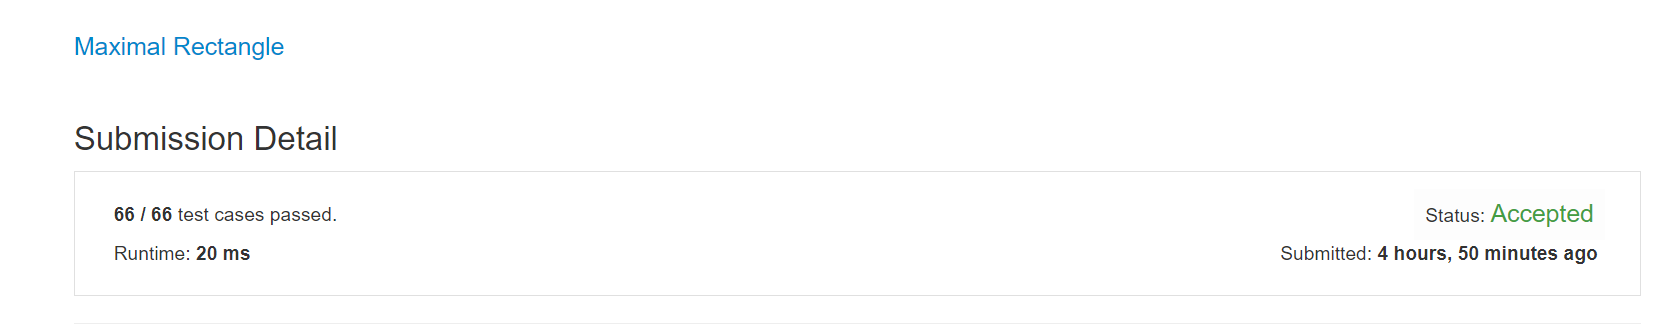 Maximal Rectangle
Submission Detail
66 / 66 test cases passed.
Status: Accepted
Runtime: 20 ms
Submitted: 4 hours, 50 minutes ago